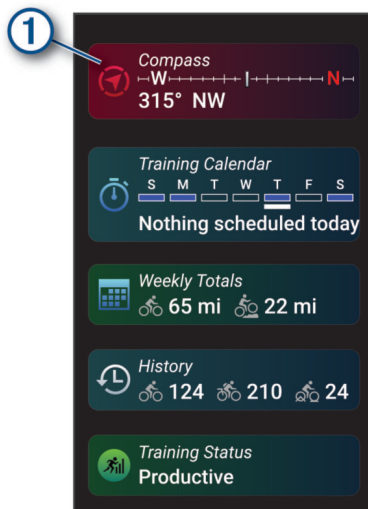 1
Compass
W N
315° NW
Training Calendar
S M T W T F S
Nothing scheduled today
Weekly Totals
65 mi 22 mi
History
124 210 24
Training Status
Productive